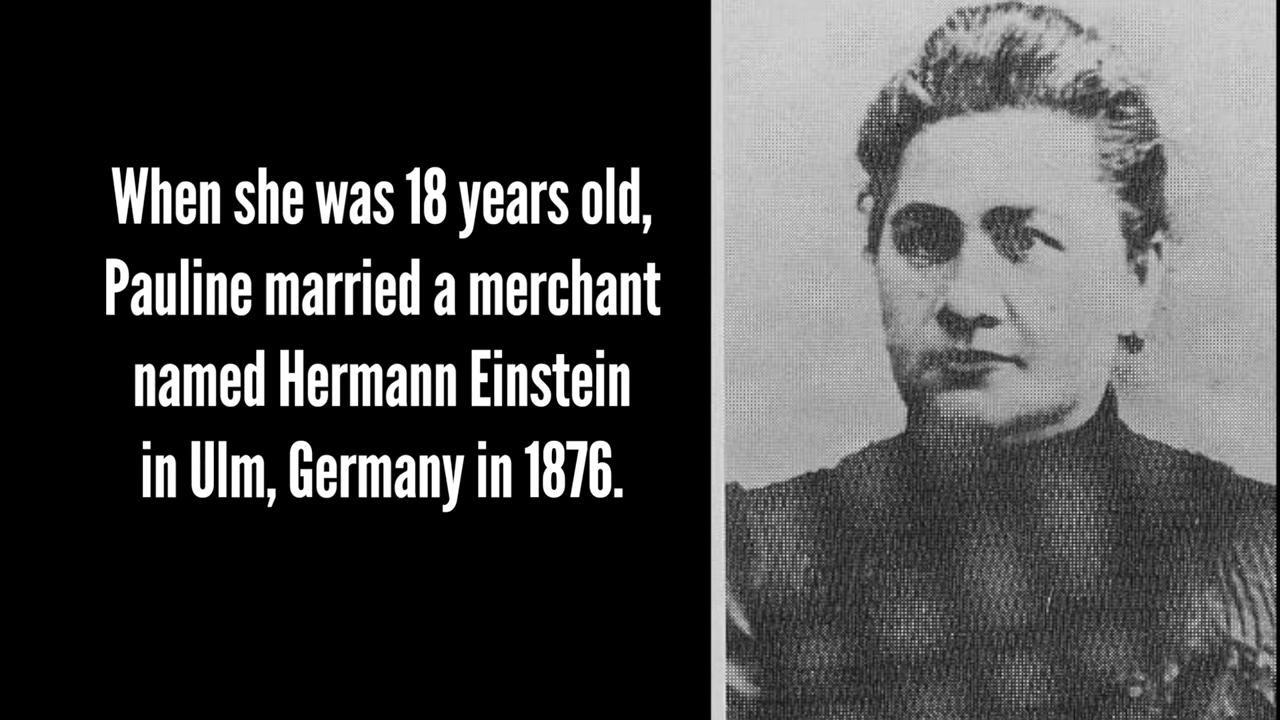 When she was 18 years old,
Pauline married a merchant
named Hermann Einstein
in Ulm, Germany in 1876.